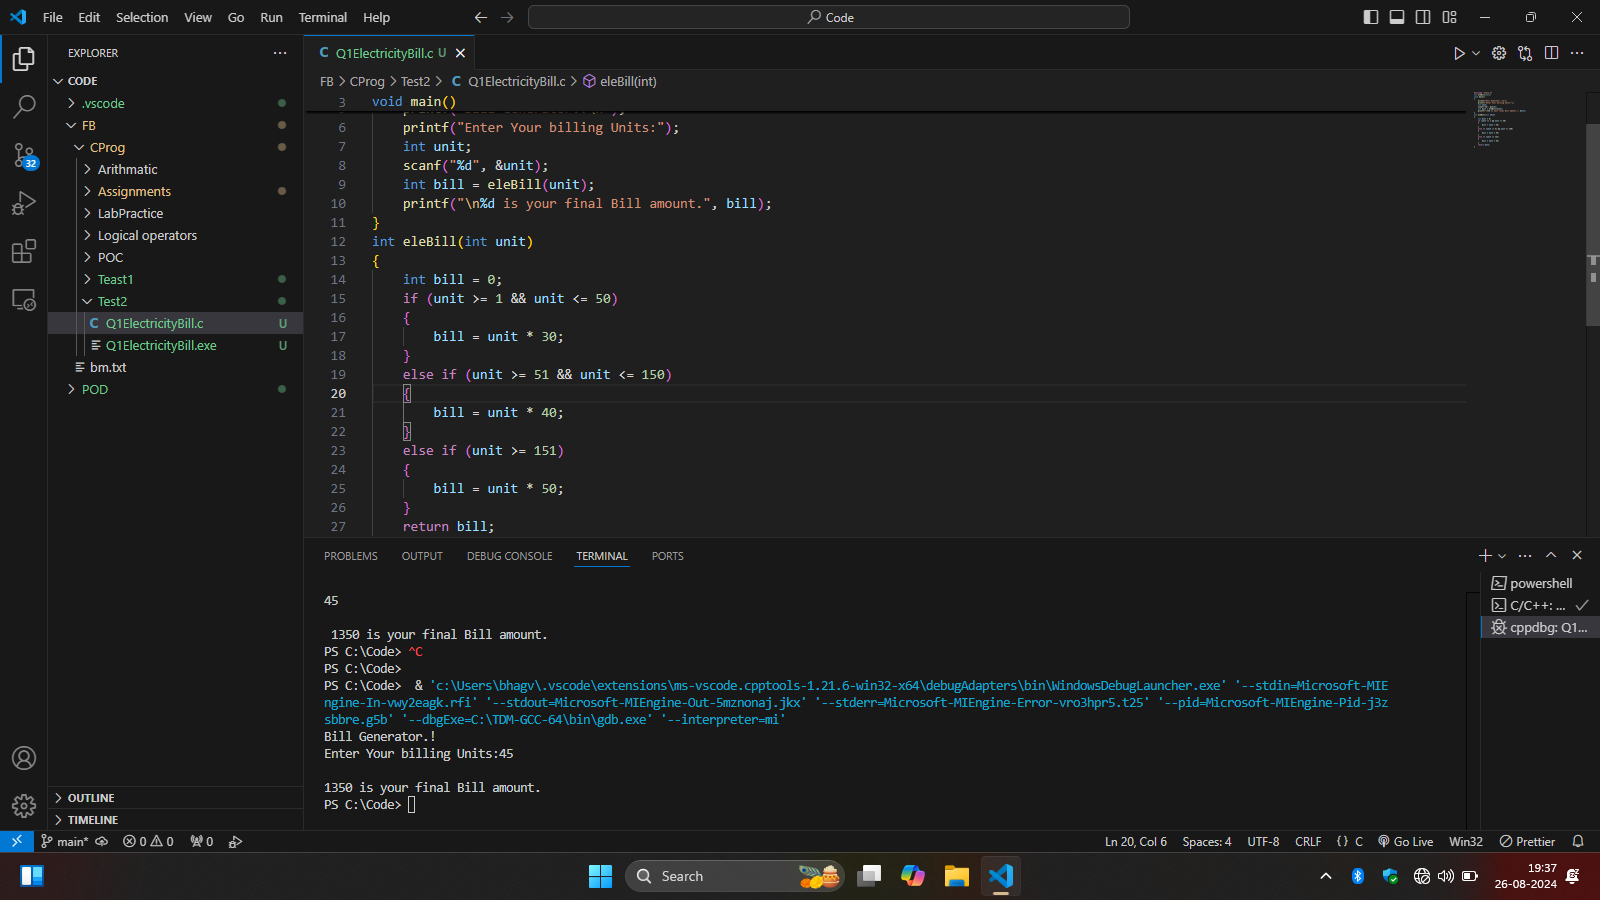 File Edit Selection View Go Run Terminal Help
Code
EXPLORER
CODE
.vscode
FB
CProg
Arithmatic
Assignments
LabPractice
Logical operators
POC
Teast1
Test2
C Q1ElectricityBill.c U
Q1ElectricityBill.exe U
bm.txt
POD
OUTLINE
TIMELINE
32
C Q1ElectricityBill.c U
FB > CProg > Test2 > C Q1ElectricityBill.c > eleBill(int)
3 void main()
6 printf("Enter Your billing Units:");
7 int unit;
8 scanf("%d", &unit);
9 int bill = eleBill(unit);
10 printf("\n%d is your final Bill amount.", bill);
11 }
12 int eleBill(int unit)
13 {
14 int bill = 0;
15 if (unit >= 1 && unit <= 50)
16 {
17 bill = unit * 30;
18 }
19 else if (unit >= 51 && unit <= 150)
20 {
21 bill = unit * 40;
22 }
23 else if (unit >= 151)
24 {
25 bill = unit * 50;
26 }
27 return bill;
PROBLEMS OUTPUT DEBUG CONSOLE TERMINAL PORTS
45
1350 is your final Bill amount.
PS C:\Code> ^C
PS C:\Code>
PS C:\Code> & 'c:\Users\bhagv\.vscode\extensions\ms-vscode.cpptools-1.21.6-win32-x64\debugAdapters\bin\WindowsDebugLauncher.exe' '--stdin=Microsoft-MIE
ngine-In-vwy2eagk.rfi' '--stdout=Microsoft-MIEngine-Out-5mznonaj.jkx' '--stderr=Microsoft-MIEngine-Error-vro3hpr5.t25' '--pid=Microsoft-MIEngine-Pid-j3z
sbbre.g5b' '--dbgExe=C:\TDM-GCC-64\bin\gdb.exe' '--interpreter=mi'
Bill Generator.!
Enter Your billing Units:45
1350 is your final Bill amount.
PS C:\Code>
powershell
C/C++: ...
cppdbg: Q1...
main* 0 0 0
Ln 20, Col 6 Spaces: 4 UTF-8 CRLF { } C Go Live Win32 Prettier
Search
19:37
26-08-2024